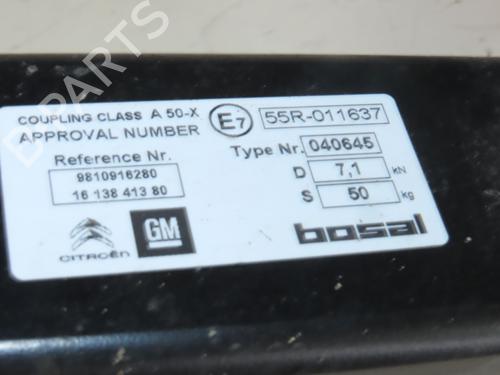 COUPLING CLASS A 50-X
APPROVAL NUMBER
E7
55R-011637
Reference Nr.
Type Nr. 040645
9810916280
D 7,1 kN
16 138 413 80
S 50 kg
CITROËN
GM
bosal
B-PARTS